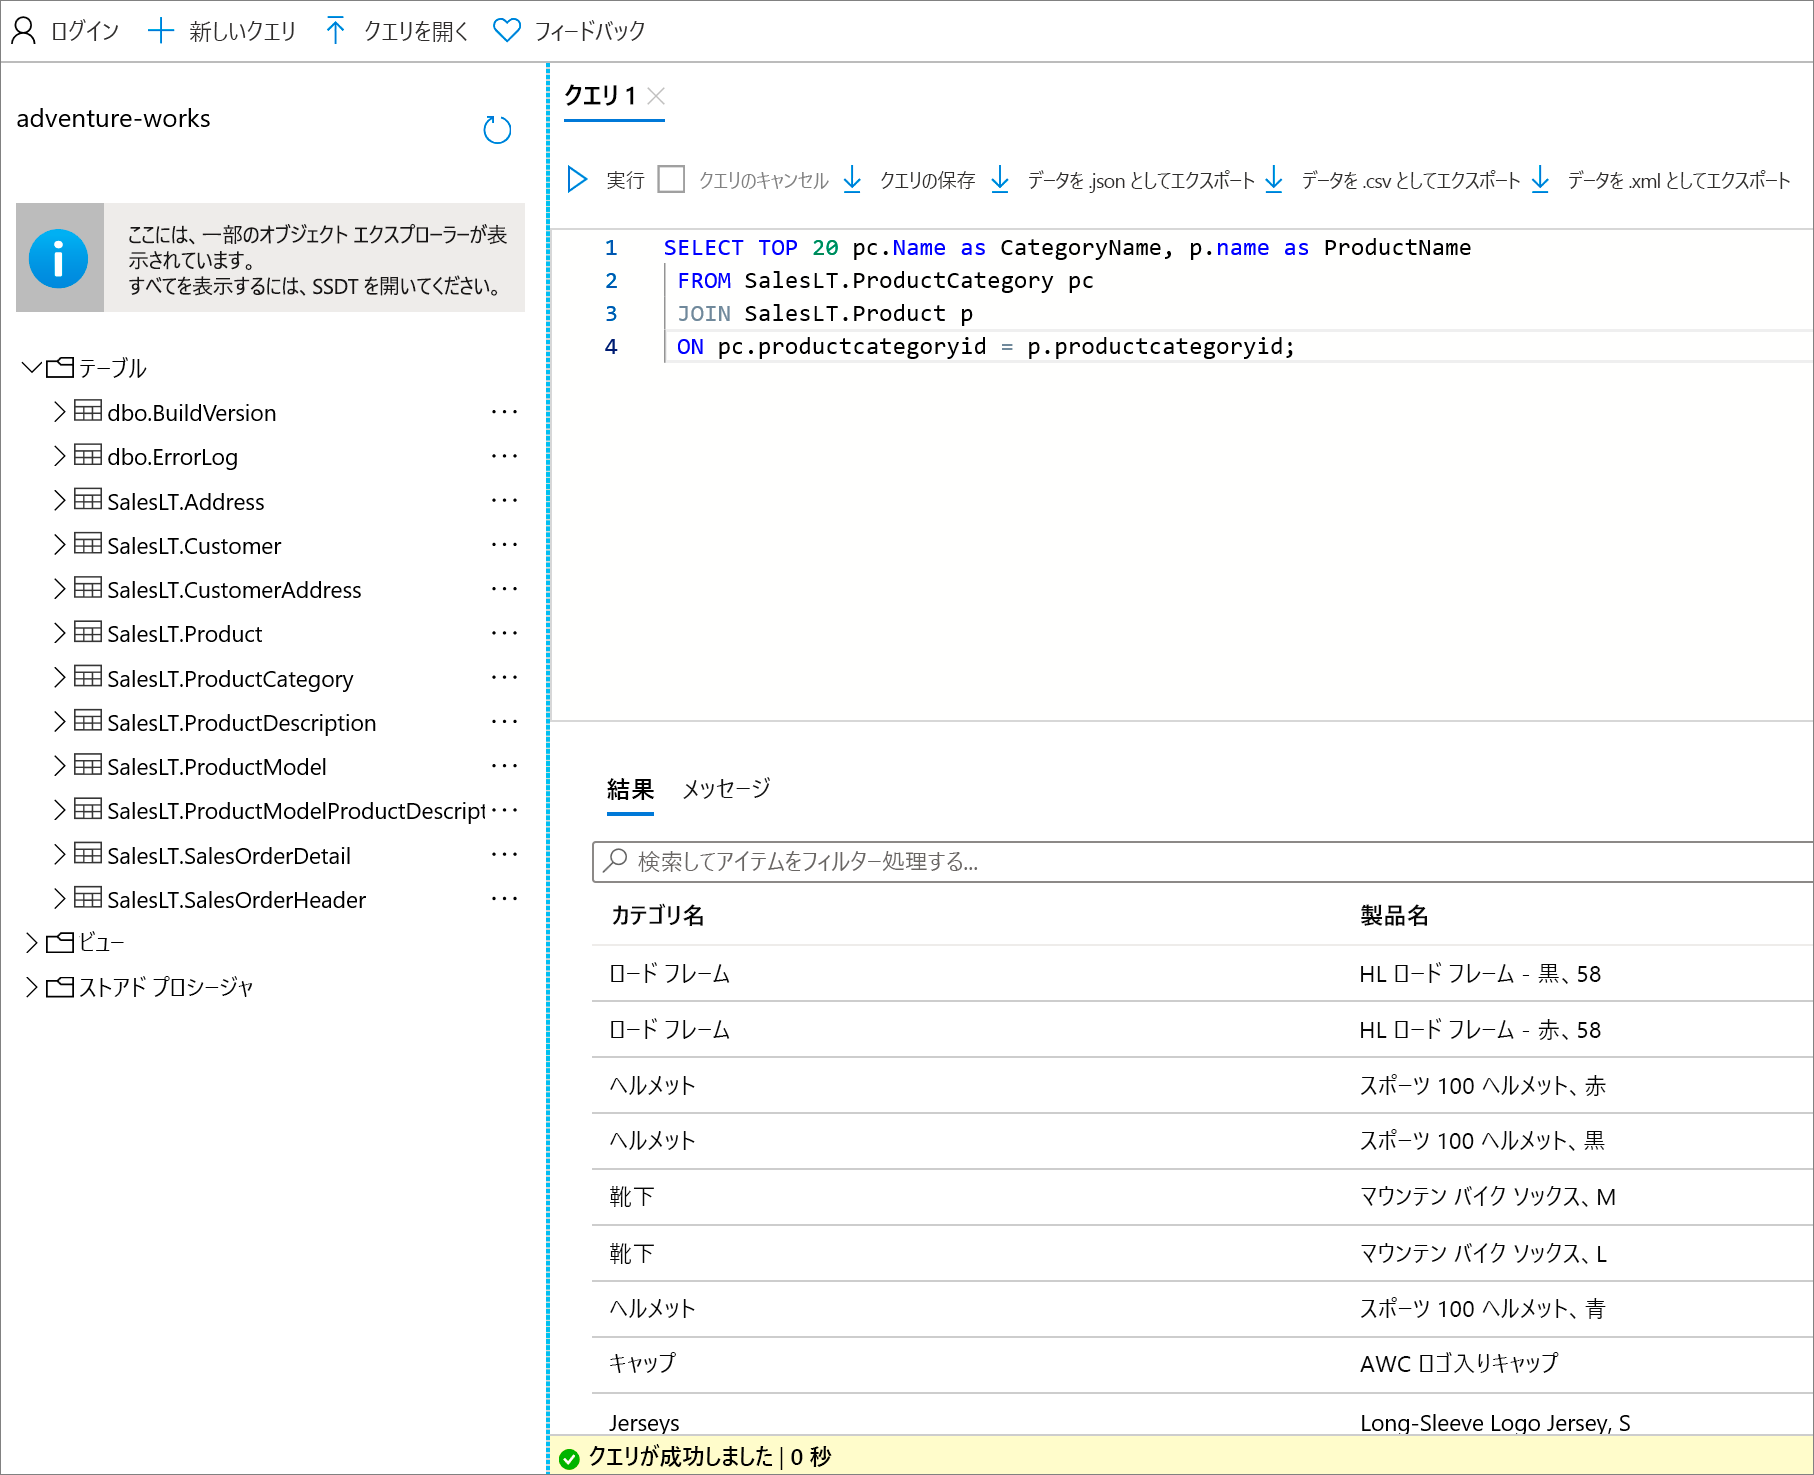 ログイン 新しいクエリ クエリを開く フィードバック
adventure-works
ここには、一部のオブジェクト エクスプローラーが表
示されています。
すべてを表示するには、SSDT を開いてください。
テーブル
dbo.BuildVersion ...
dbo.ErrorLog ...
SalesLT.Address ...
SalesLT.Customer ...
SalesLT.CustomerAddress ...
SalesLT.Product ...
SalesLT.ProductCategory ...
SalesLT.ProductDescription ...
SalesLT.ProductModel ...
SalesLT.ProductModelProductDescript ...
SalesLT.SalesOrderDetail ...
SalesLT.SalesOrderHeader ...
ビュー
ストアド プロシージャ
クエリ 1
実行 クエリのキャンセル クエリの保存 データを .json としてエクスポート データを .csv としてエクスポート データを .xml としてエクスポート
1 SELECT TOP 20 pc.Name as CategoryName, p.name as ProductName
2 FROM SalesLT.ProductCategory pc
3 JOIN SalesLT.Product p
4 ON pc.productcategoryid = p.productcategoryid;
結果 メッセージ
検索してアイテムをフィルター処理する...
カテゴリ名 製品名
ロード フレーム HL ロード フレーム - 黒、58
ロード フレーム HL ロード フレーム - 赤、58
ヘルメット スポーツ 100 ヘルメット、赤
ヘルメット スポーツ 100 ヘルメット、黒
靴下 マウンテン バイク ソックス、M
靴下 マウンテン バイク ソックス、L
ヘルメット スポーツ 100 ヘルメット、青
キャップ AWC ロゴ入りキャップ
Jerseys Long-Sleeve Logo Jersey, S
クエリが成功しました | 0 秒